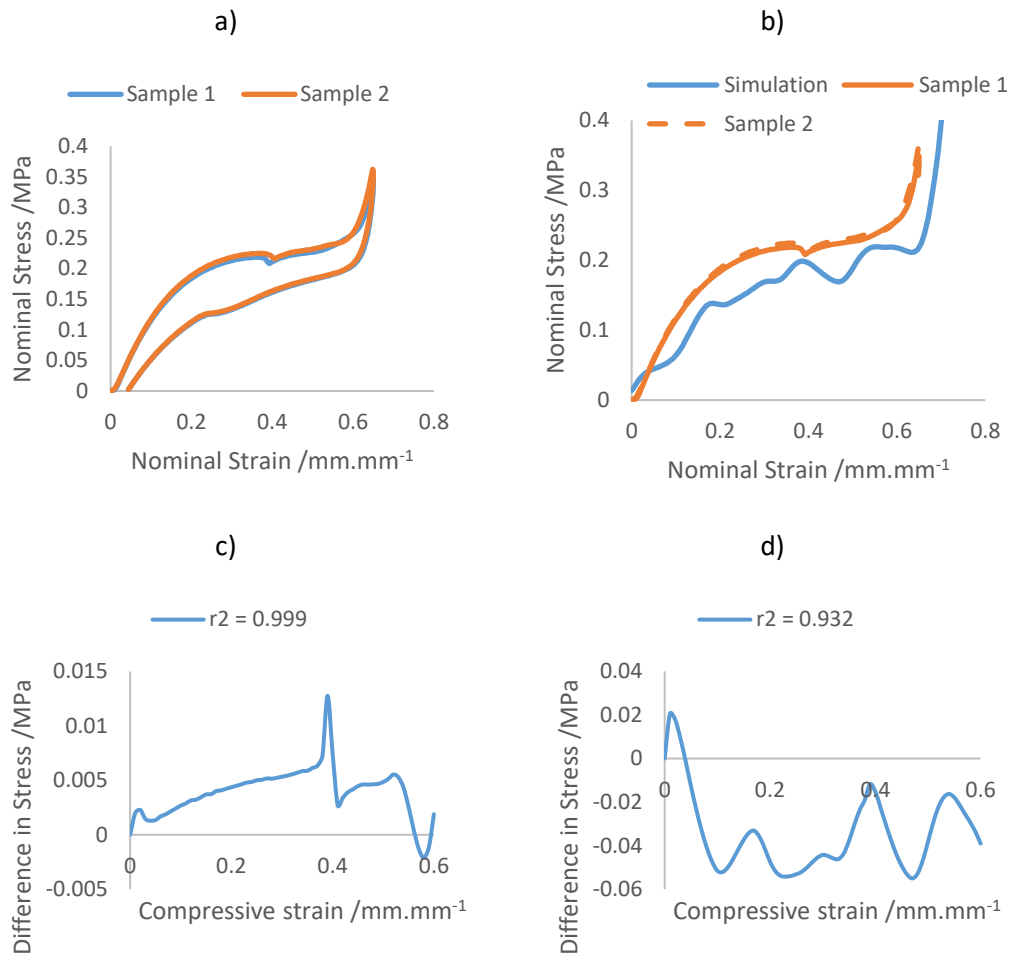 a)
Sample 1 Sample 2
Nominal Stress /MPa
0.4
0.35
0.3
0.25
0.2
0.15
0.1
0.05
0
0 0.2 0.4 0.6 0.8
Nominal Strain /mm.mm⁻¹
b)
Simulation Sample 1
Sample 2
Nominal Stress /MPa
0.4
0.3
0.2
0.1
0
0 0.2 0.4 0.6 0.8
Nominal Strain /mm.mm⁻¹
c)
r2 = 0.999
Difference in Stress /MPa
0.015
0.01
0.005
0
-0.005
0 0.2 0.4 0.6
Compressive strain /mm.mm⁻¹
d)
r2 = 0.932
Difference in Stress /MPa
0.04
0.02
0
-0.02
-0.04
-0.06
0 0.2 0.4 0.6
Compressive strain /mm.mm⁻¹